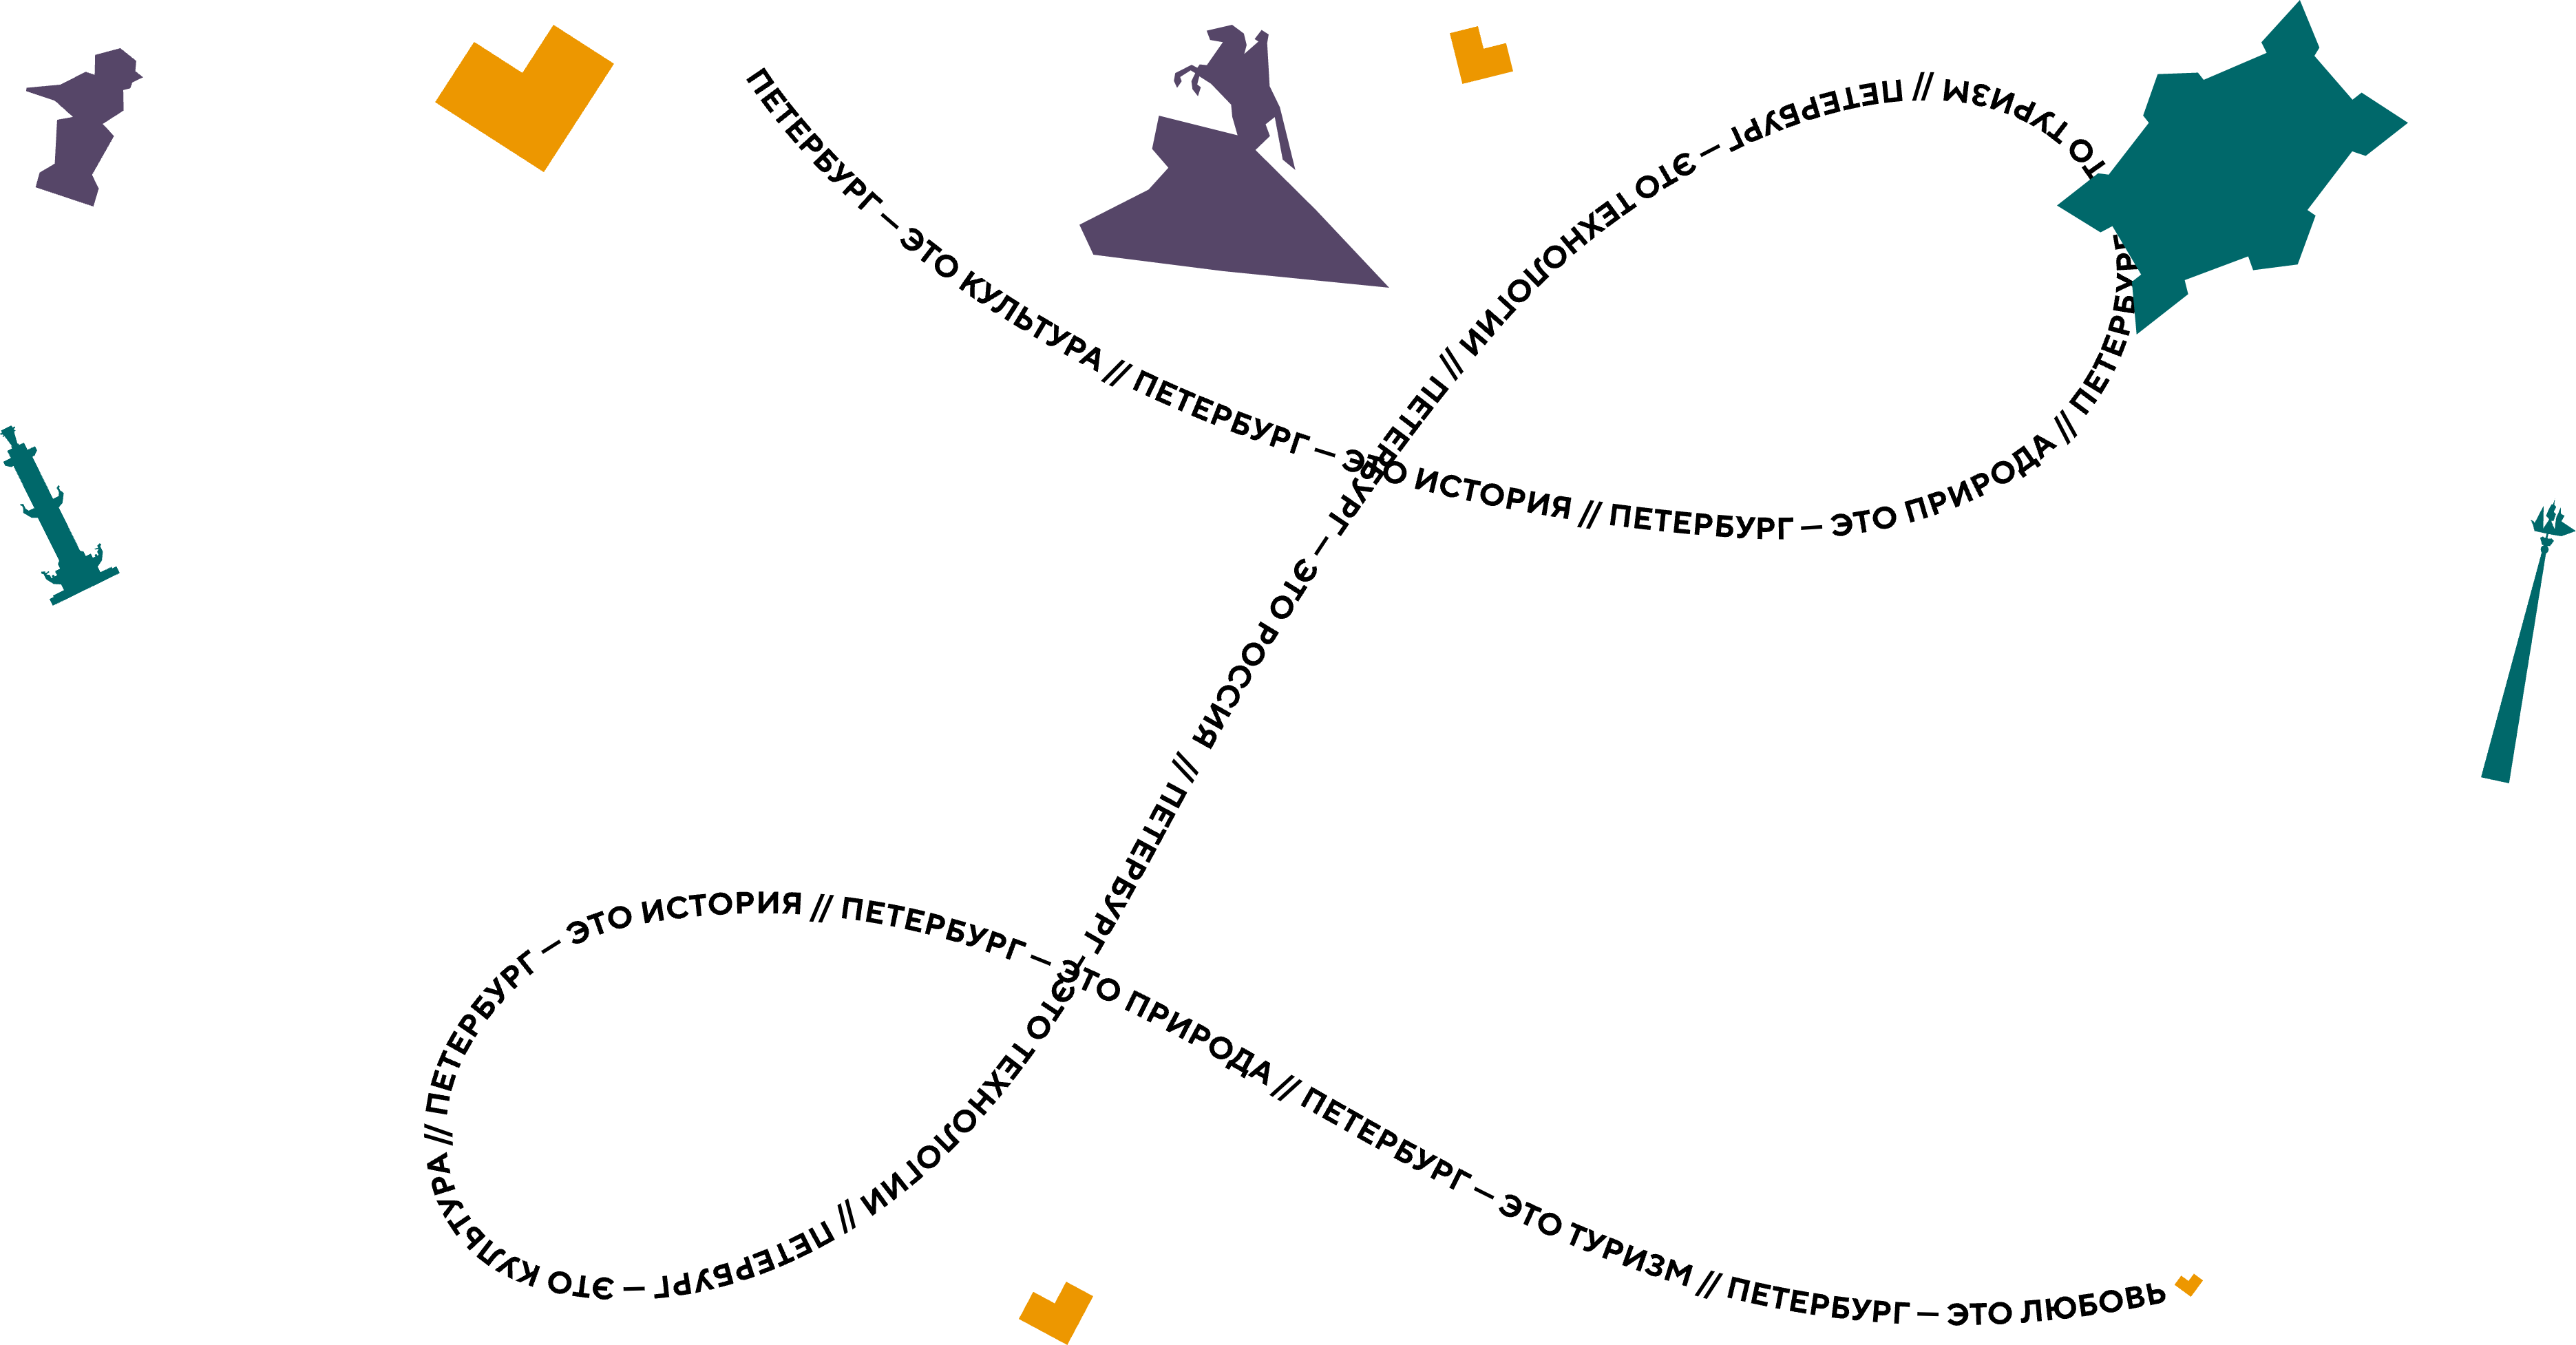 ПЕТЕРБУРГ — ЭТО КУЛЬТУРА // ПЕТЕРБУРГ — ЭТО ИСТОРИЯ // ПЕТЕРБУРГ — ЭТО ПРИРОДА // ПЕТЕРБУРГ ТО ТУРИЗМ // ПЕТЕРБУРГ — ЭТО ТЕХНОЛОГИИ // ПЕТЕРБУРГ — ЭТО РОССИЯ // ПЕТЕРБУРГ — ЭТО ТЕХНОЛОГИИ // ПЕТЕРБУРГ — ЭТО КУЛЬТУРА // ПЕТЕРБУРГ — ЭТО ИСТОРИЯ // ПЕТЕРБУРГ — ЭТО ПРИРОДА // ПЕТЕРБУРГ — ЭТО ТУРИЗМ // ПЕТЕРБУРГ — ЭТО ЛЮБОВЬ